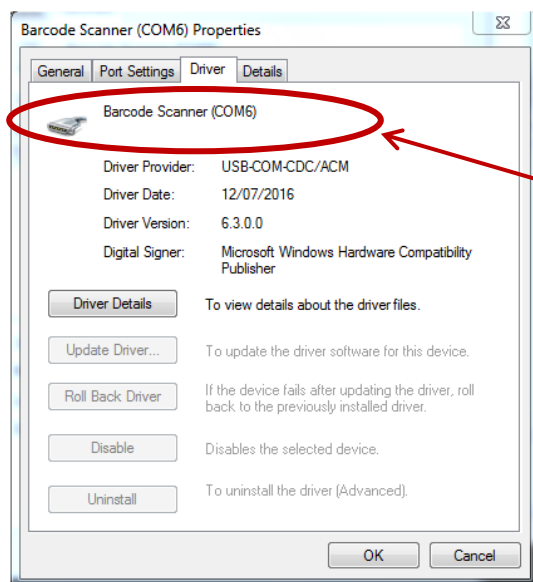 Barcode Scanner (COM6) Properties
General Port Settings Driver Details
Barcode Scanner (COM6)
Driver Provider: USB-COM-CDC/ACM
Driver Date: 12/07/2016
Driver Version: 6.3.0.0
Digital Signer: Microsoft Windows Hardware Compatibility
Publisher
Driver Details To view details about the driver files.
Update Driver... To update the driver software for this device.
Roll Back Driver If the device fails after updating the driver, roll
back to the previously installed driver.
Disable Disables the selected device.
Uninstall To uninstall the driver (Advanced).
OK Cancel